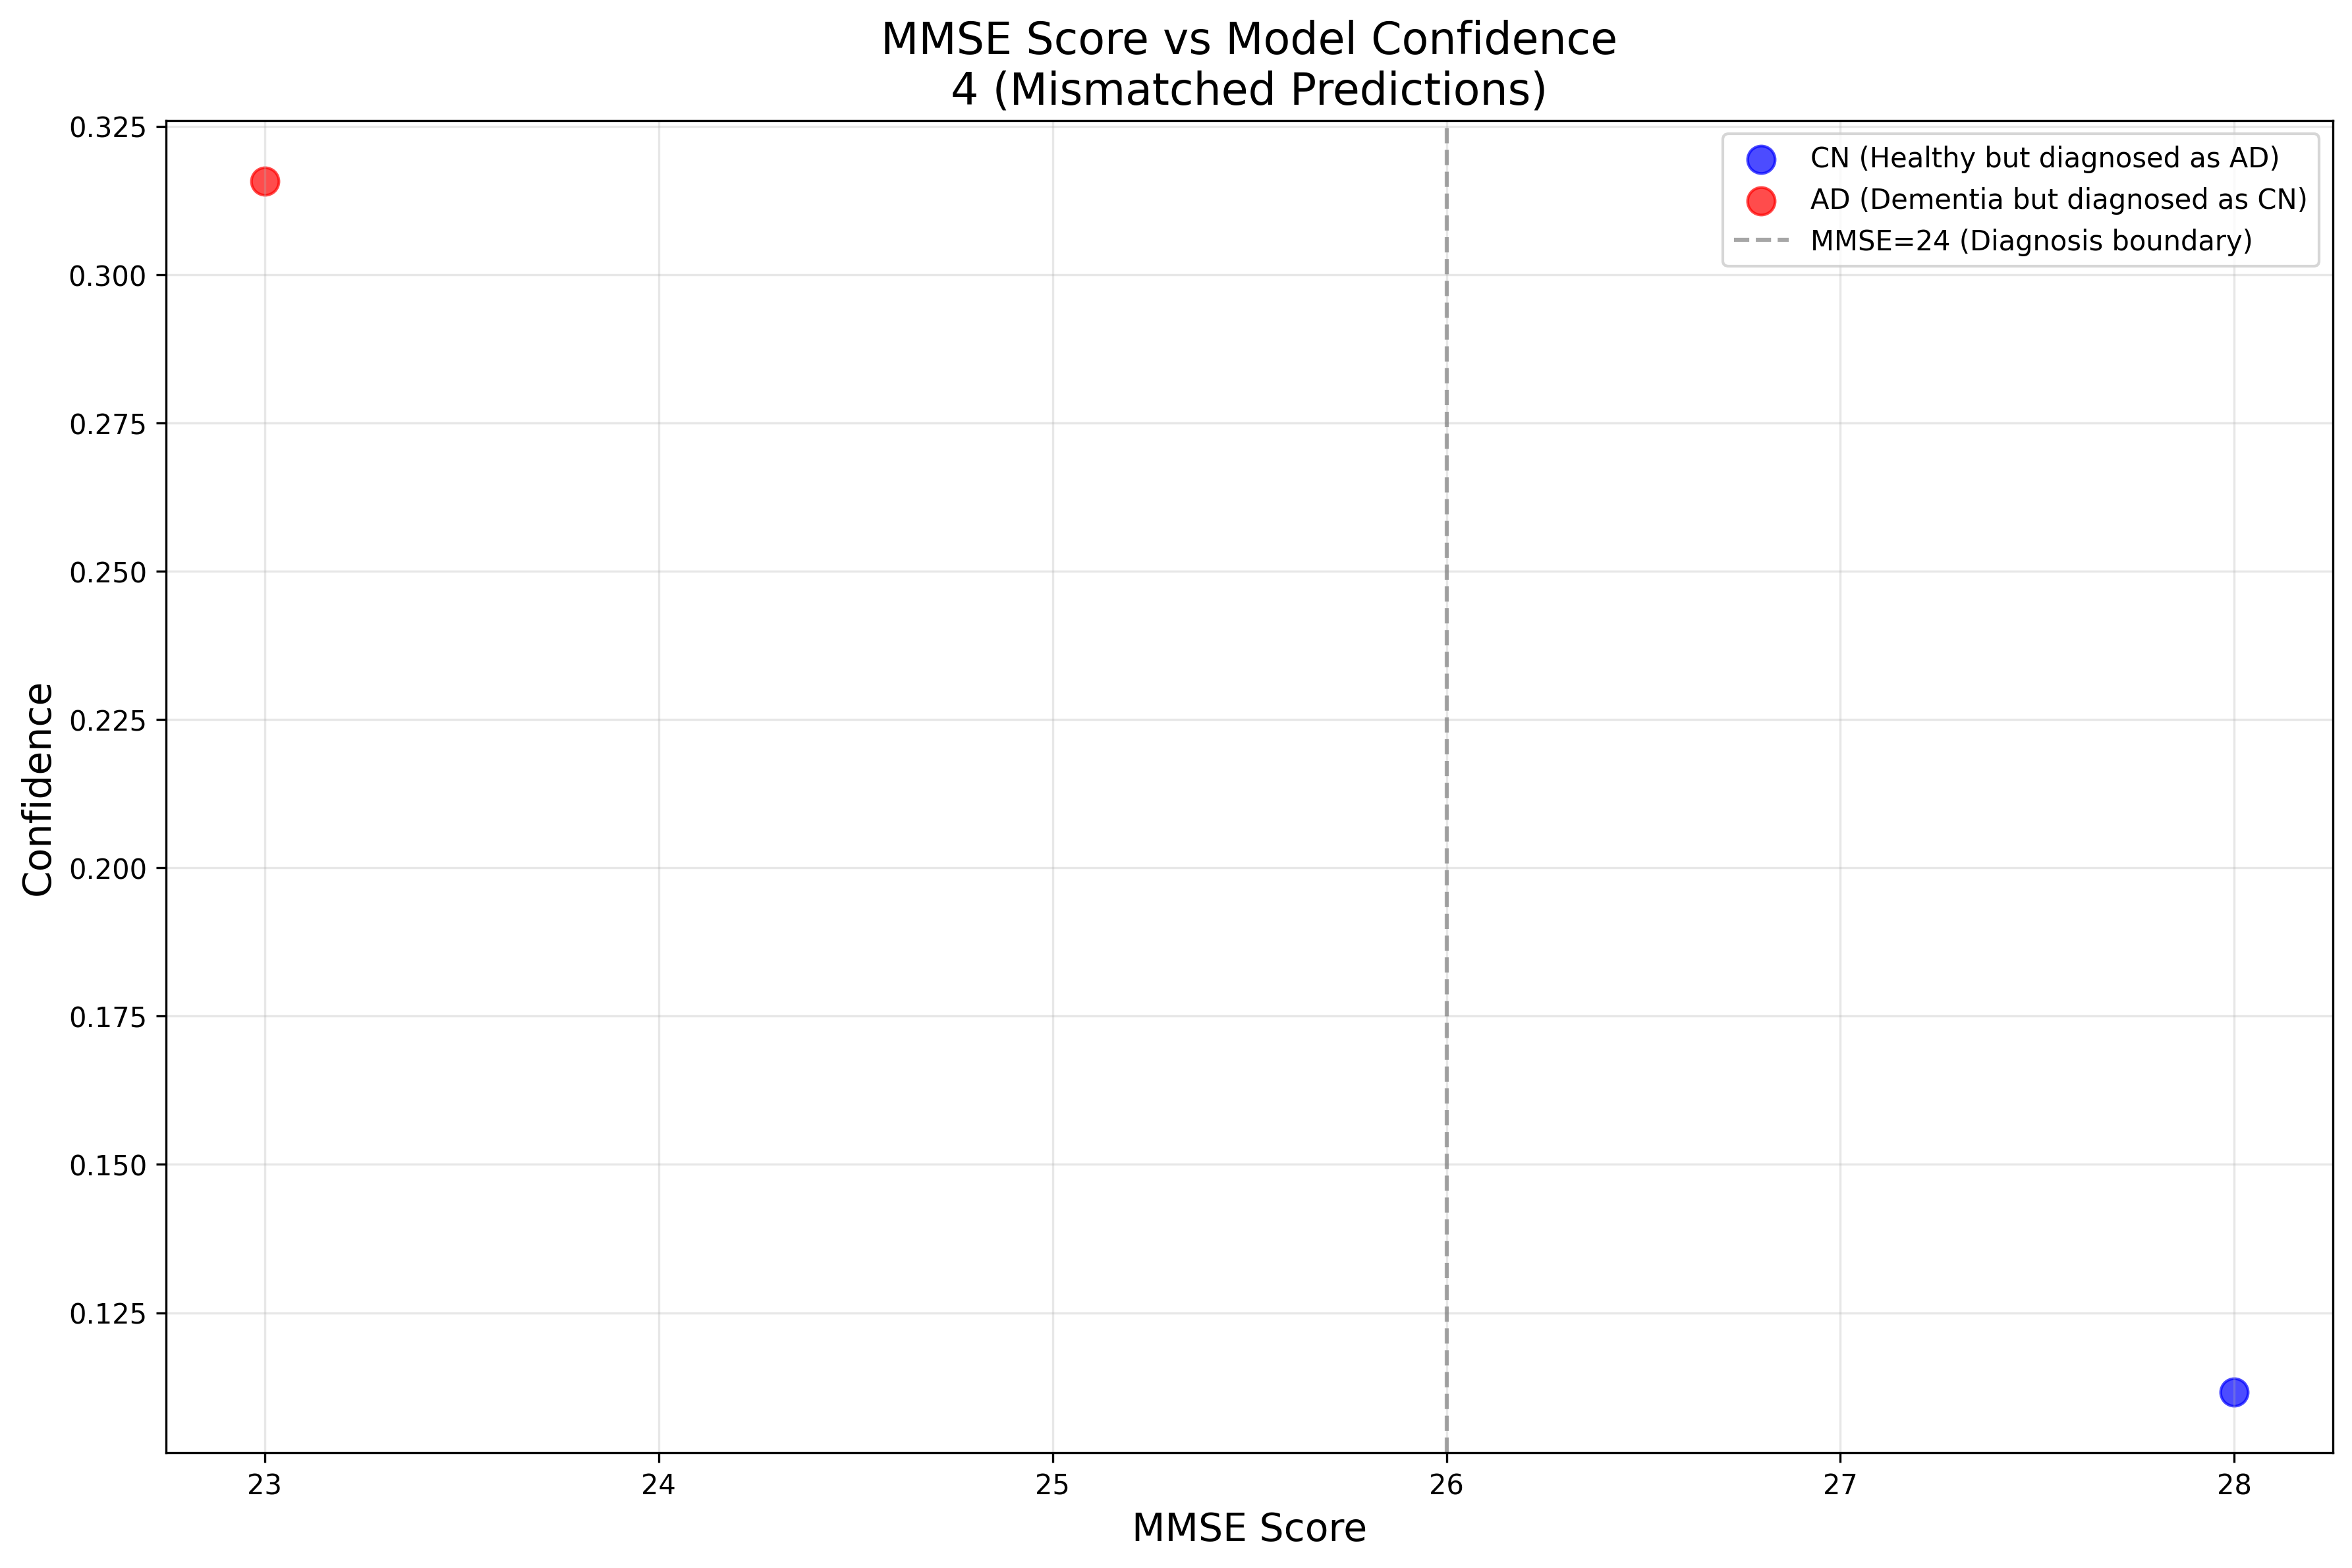 MMSE Score vs Model Confidence
4 (Mismatched Predictions)
CN (Healthy but diagnosed as AD)
AD (Dementia but diagnosed as CN)
MMSE=24 (Diagnosis boundary)
Confidence
0.325
0.300
0.275
0.250
0.225
0.200
0.175
0.150
0.125
23 24 25 26 27 28
MMSE Score